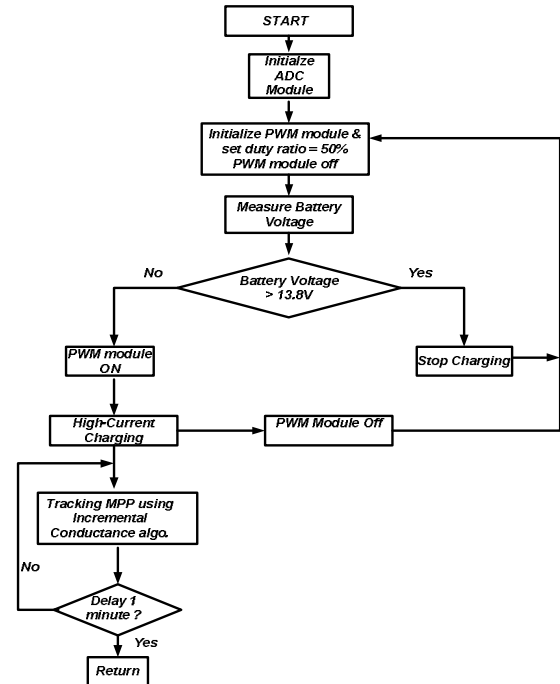 START
Initialze
ADC
Module
Initialize PWM module &
set duty ratio = 50%
PWM module off
Measure Battery
Voltage
No
Battery Voltage
> 13.8V
Yes
PWM module
ON
Stop Charging
High-Current
Charging
PWM Module Off
Tracking MPP using
Incremental
Conductance algo.
No
Delay 1
minute ?
Yes
Return